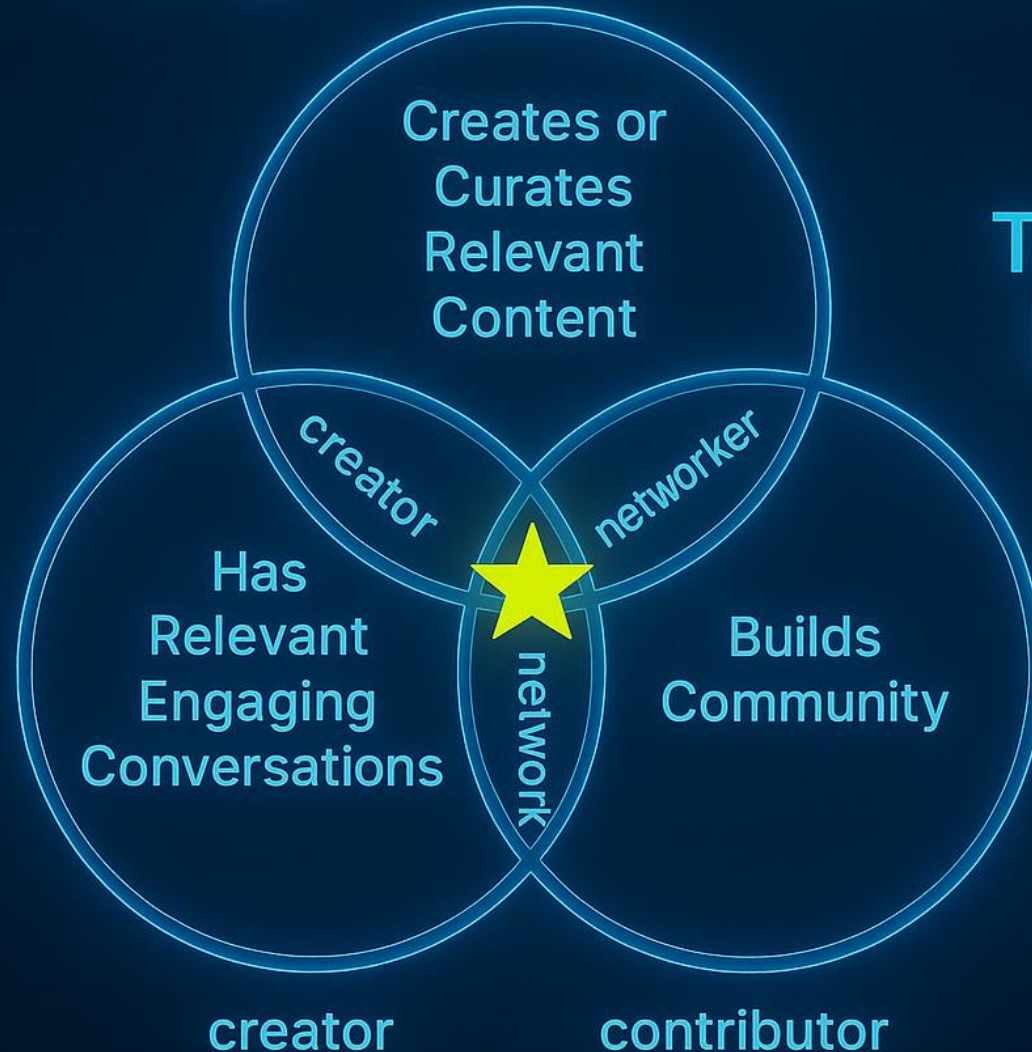 Creates or
Curates
Relevant
Content
T
creator
networker
Has
Relevant
Engaging
Conversations
Builds
Community
network
creator
contributor